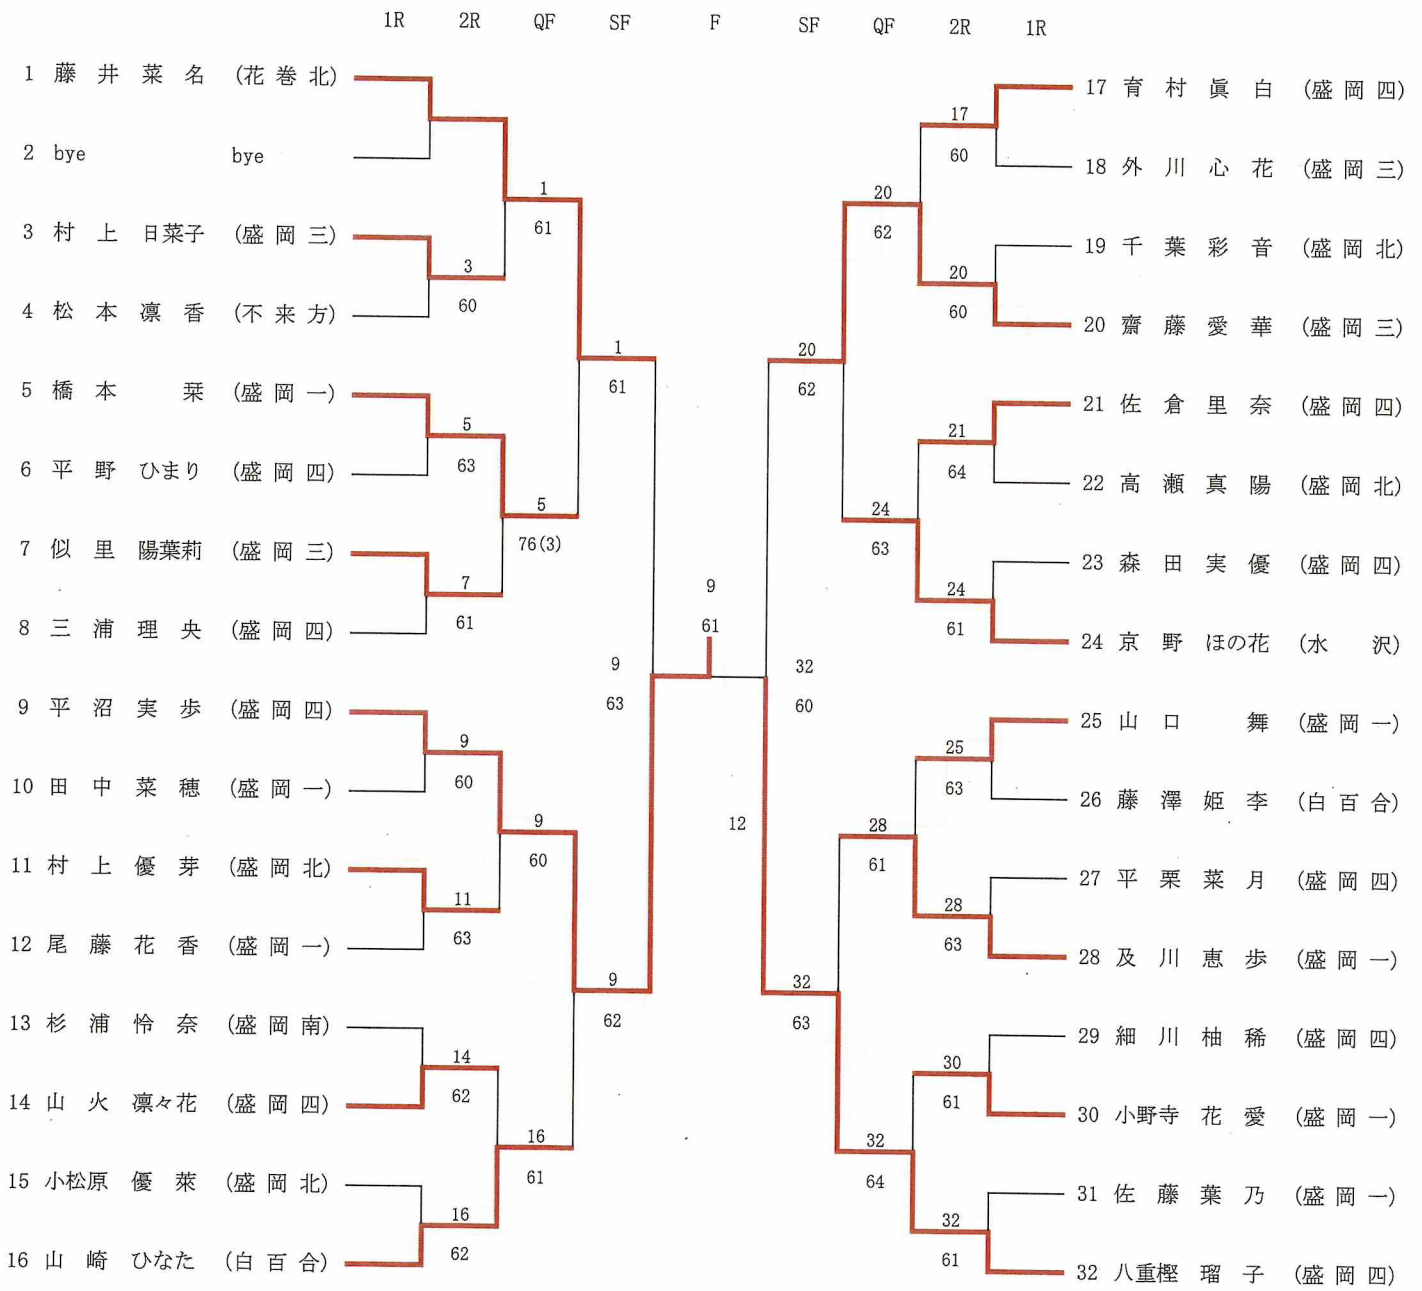 1R 2R QF SF F SF QF 2R 1R
1 藤 井 菜 名 (花 巻 北)
2 bye bye
3 村 上 日菜子 (盛 岡 三)
4 松 本 凛 香 (不 来 方)
5 橋 本 栞 (盛 岡 一)
6 平 野 ひまり (盛 岡 四)
7 似 里 陽葉莉 (盛 岡 三)
8 三 浦 理 央 (盛 岡 四)
9 平 沼 実 歩 (盛 岡 四)
10 田 中 菜 穂 (盛 岡 一)
11 村 上 優 芽 (盛 岡 北)
12 尾 藤 花 香 (盛 岡 一)
13 杉 浦 怜 奈 (盛 岡 南)
14 山 火 凛々花 (盛 岡 四)
15 小松原 優 萊 (盛 岡 北)
16 山 崎 ひなた (白 百 合)
3
60
5
63
7
61
9
60
11
63
14
62
16
62
1
61
5
76(3)
9
60
16
61
1
61
9
62
9
63
9
61
12
32
60
20
62
32
63
20
62
24
63
28
61
32
64
17
60
20
60
21
64
24
61
25
63
28
63
30
61
32
61
17 育 村 眞 白 (盛 岡 四)
18 外 川 心 花 (盛 岡 三)
19 千 葉 彩 音 (盛 岡 北)
20 齋 藤 愛 華 (盛 岡 三)
21 佐 倉 里 奈 (盛 岡 四)
22 高 瀬 真 陽 (盛 岡 北)
23 森 田 実 優 (盛 岡 四)
24 京 野 ほの花 (水 沢)
25 山 口 舞 (盛 岡 一)
26 藤 澤 姫 李 (白 百 合)
27 平 栗 菜 月 (盛 岡 四)
28 及 川 恵 歩 (盛 岡 一)
29 細 川 柚 稀 (盛 岡 四)
30 小野寺 花 愛 (盛 岡 一)
31 佐 藤 葉 乃 (盛 岡 一)
32 八重樫 瑠 子 (盛 岡 四)